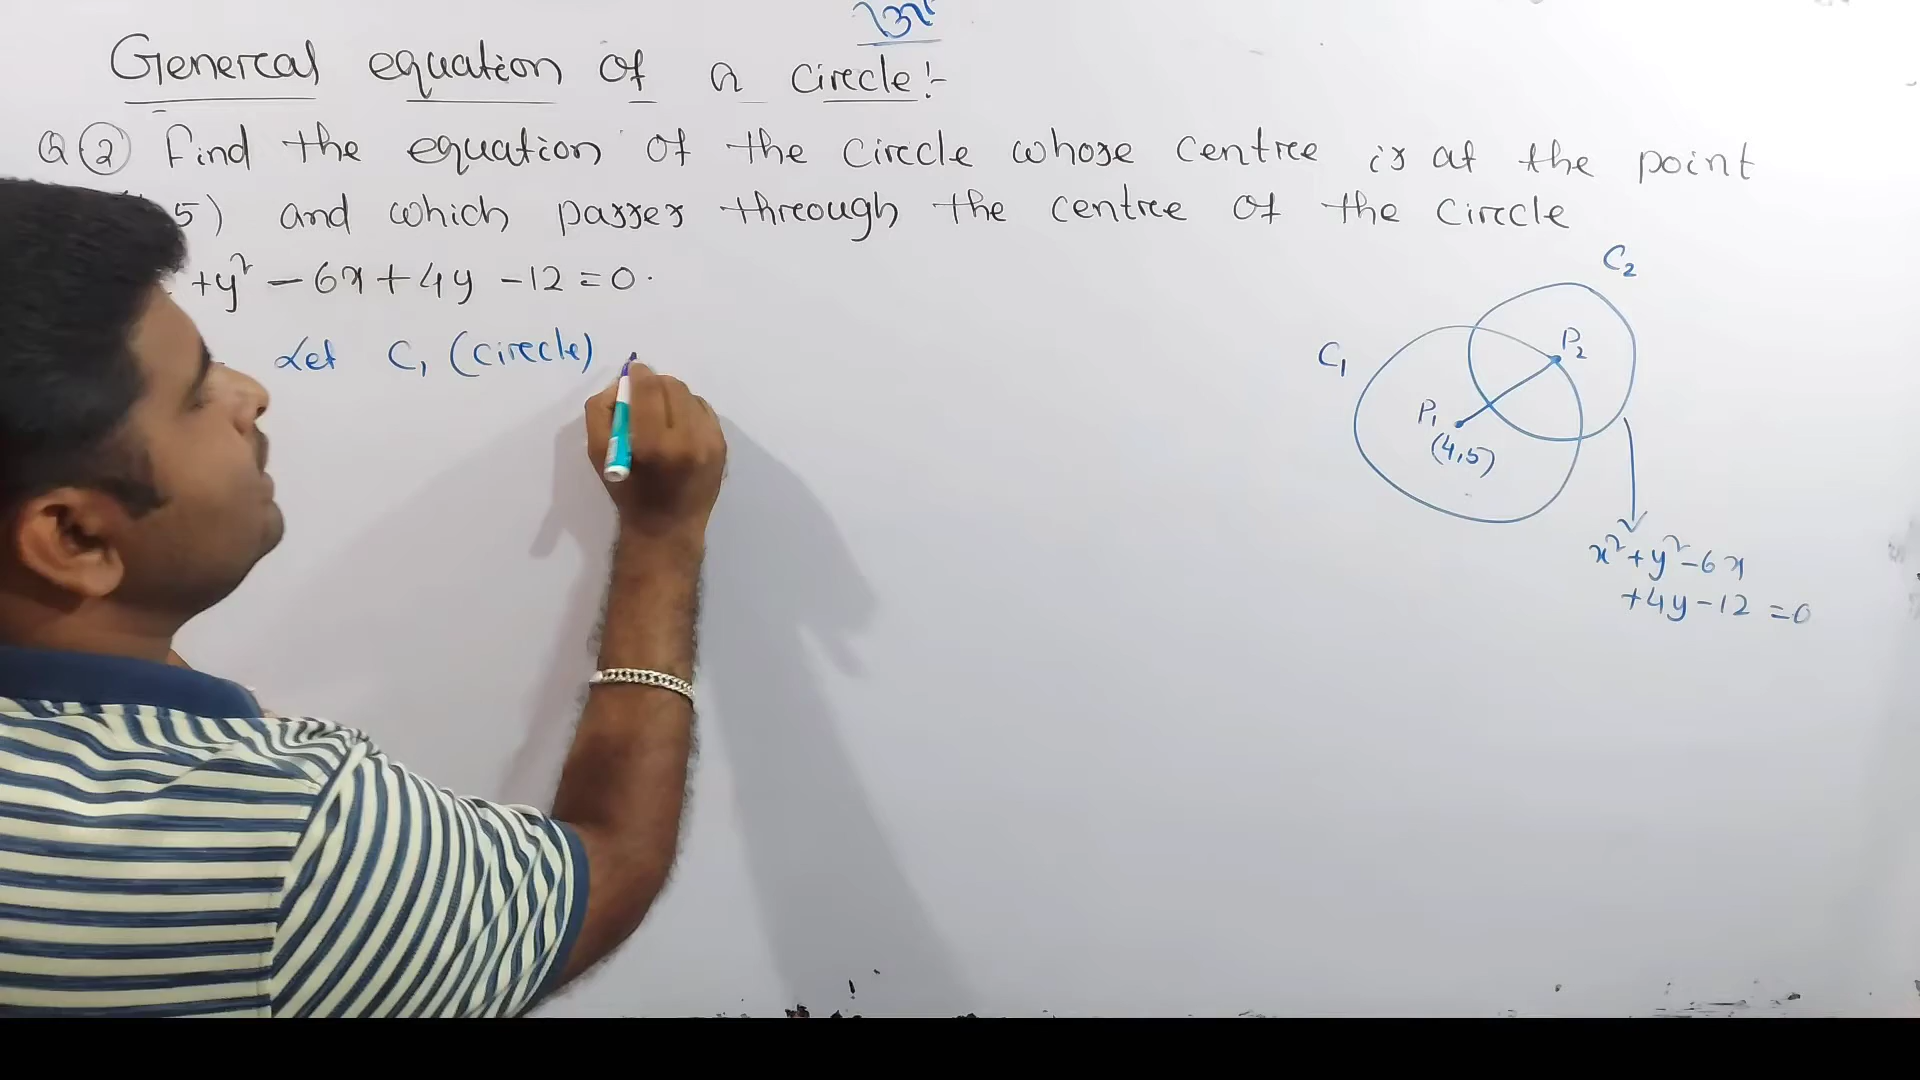 General equation of a circle:-
Q② Find the equation of the circle whose centre is at the point
5) and which passes through the centre of the circle
+y² - 6x + 4y - 12 = 0.
Let C₁ (circle)
C₂
C₁
P₂
P₁
(4,5)
x² + y² - 6x
+ 4y - 12 = 0